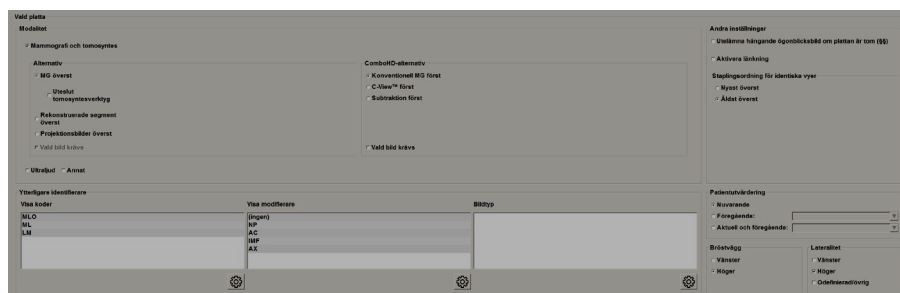 Vald platta
Modalitet
Mammografi och tomosyntes
Alternativ
MG överst
Uteslut
tomosyntesverktyg
Rekonstruerade segment
överst
Projektionsbilder överst
Vald bild krävs
ComboHD-alternativ
Konventionell MG först
C-View™ först
Subtraktion först
Vald bild krävs
Ultraljud Annat
Andra inställningar
Utelämna hängande ögonblicksbild om plattan är tom (§§)
Aktivera länkning
Staplingsordning för identiska vyer
Nyast överst
Äldst överst
Ytterligare identifierare
Visa koder
MLO
ML
LM
Visa modifierare
(ingen)
NP
AC
IMF
AX
Bildtyp
Patientutvärdering
Nuvarande
Föregående:
Aktuell och föregående:
Bröstvägg
Vänster
Höger
Lateralitet
Vänster
Höger
Odefinierad/övrig